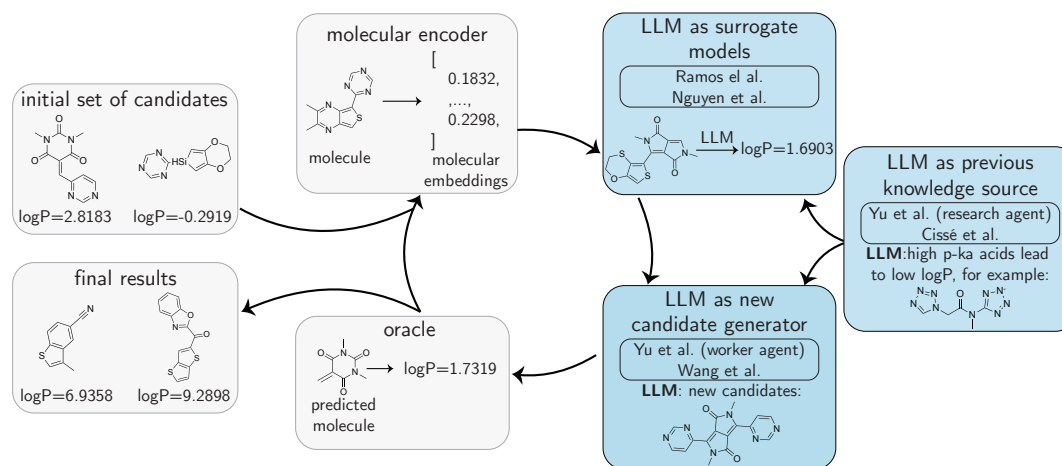 initial set of candidates
N
N
O
O
O
N
N
N
N
N
HSi
O
O
logP=2.8183
logP=-0.2919
molecular encoder
N
N
N
N
N
S
molecule
[
0.1832,
,...,
0.2298,
]
molecular
embeddings
LLM as surrogate
models
Ramos el al.
Nguyen et al.
O
N
N
O
S
O
S
LLM
logP=1.6903
LLM as previous
knowledge source
Yu et al. (research agent)
Cissé et al.
LLM:high p-ka acids lead
to low logP, for example:
N
N
N
N
O
N
N
N
N
N
LLM as new
candidate generator
Yu et al. (worker agent)
Wang et al.
LLM: new candidates:
O
N
N
N
N
N
N
O
oracle
N
O
O
N
O
logP=1.7319
predicted
molecule
final results
N
S
O
N
O
S
S
logP=6.9358
logP=9.2898